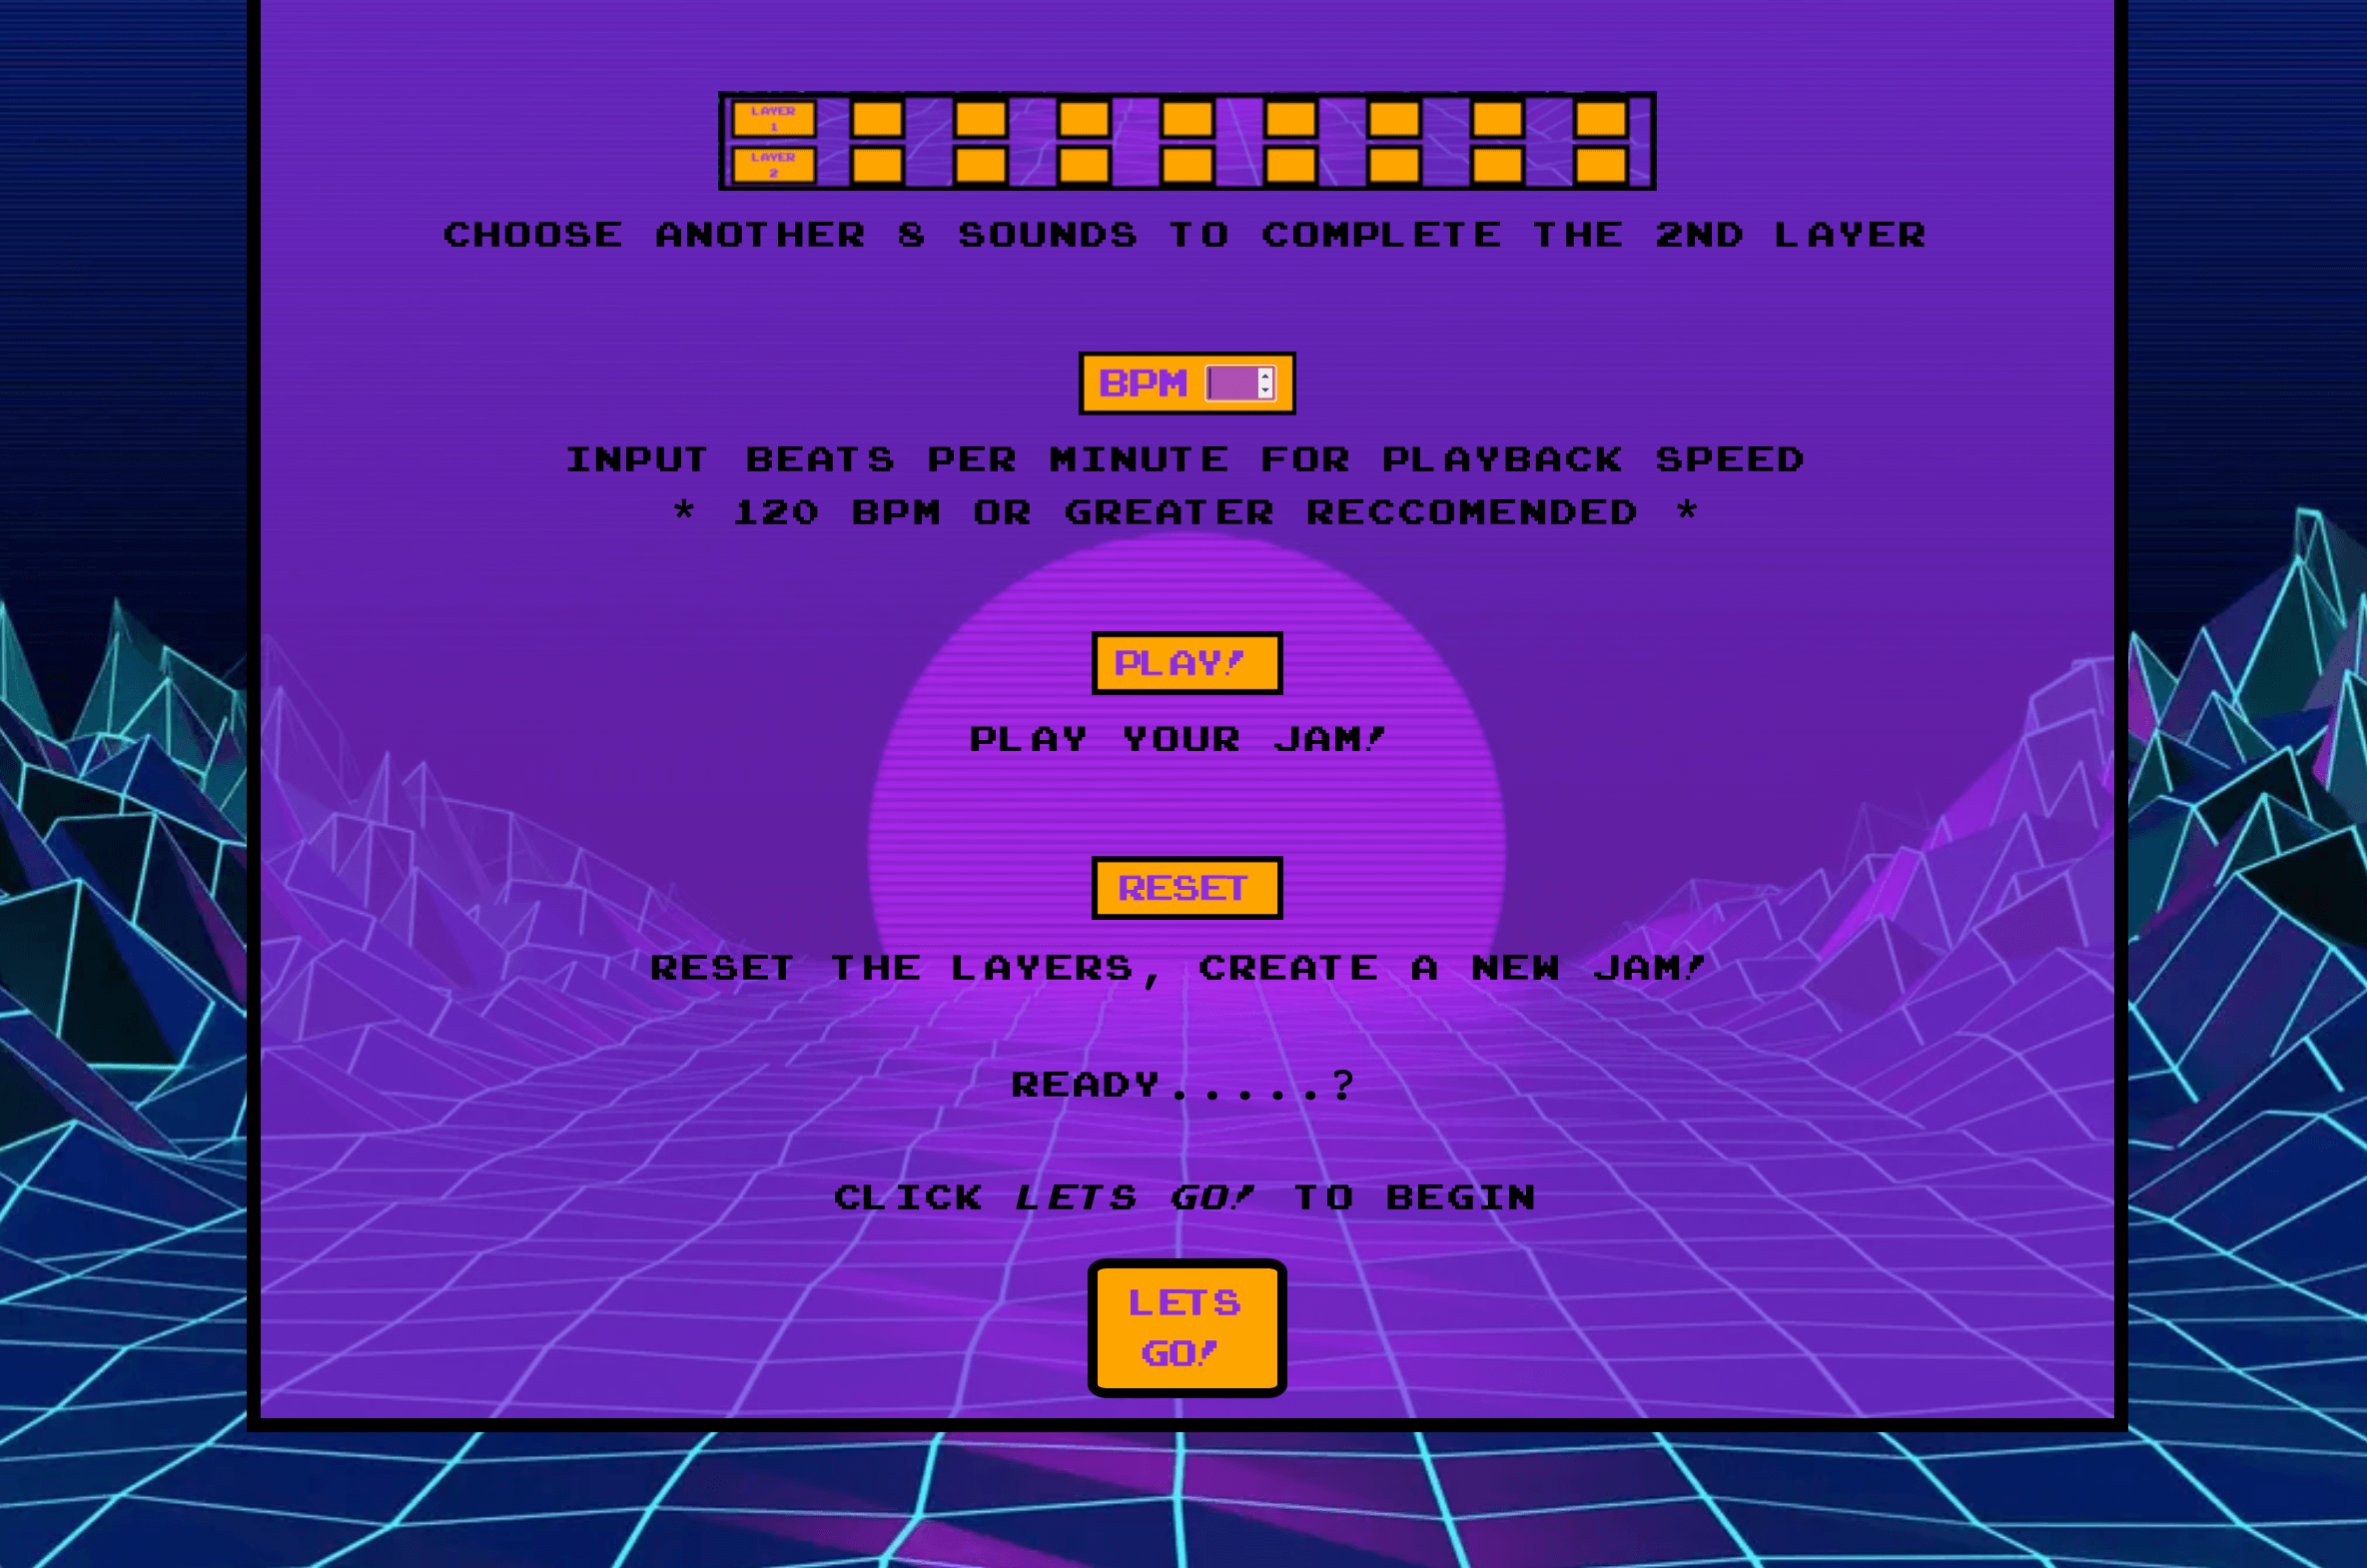 LAYER
1
LAYER
2
CHOOSE ANOTHER 8 SOUNDS TO COMPLETE THE 2ND LAYER
BPM
INPUT BEATS PER MINUTE FOR PLAYBACK SPEED
* 120 BPM OR GREATER RECCOMENDED *
PLAY!
PLAY YOUR JAM!
RESET
RESET THE LAYERS, CREATE A NEW JAM!
READY.....?
CLICK LETS GO! TO BEGIN
LETS
GO!